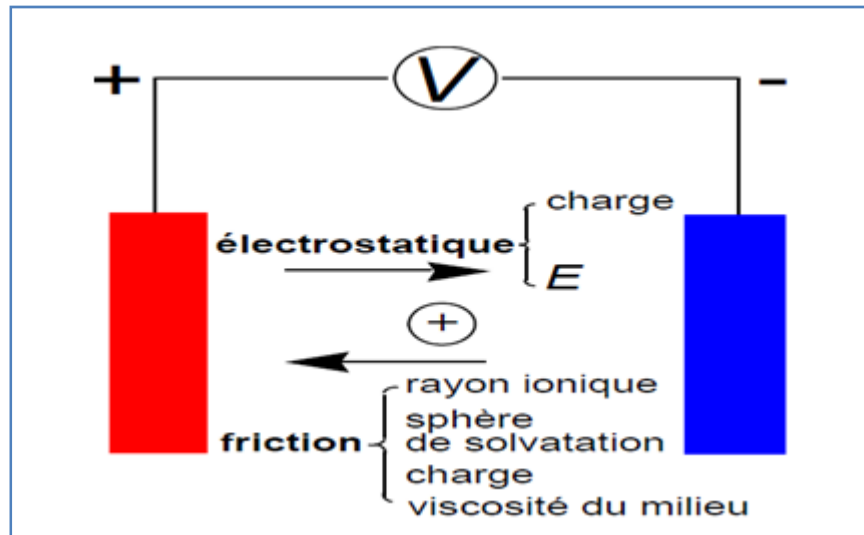 + V -
charge
électrostatique
E
+
rayon ionique
sphère
friction de solvatation
charge
viscosité du milieu